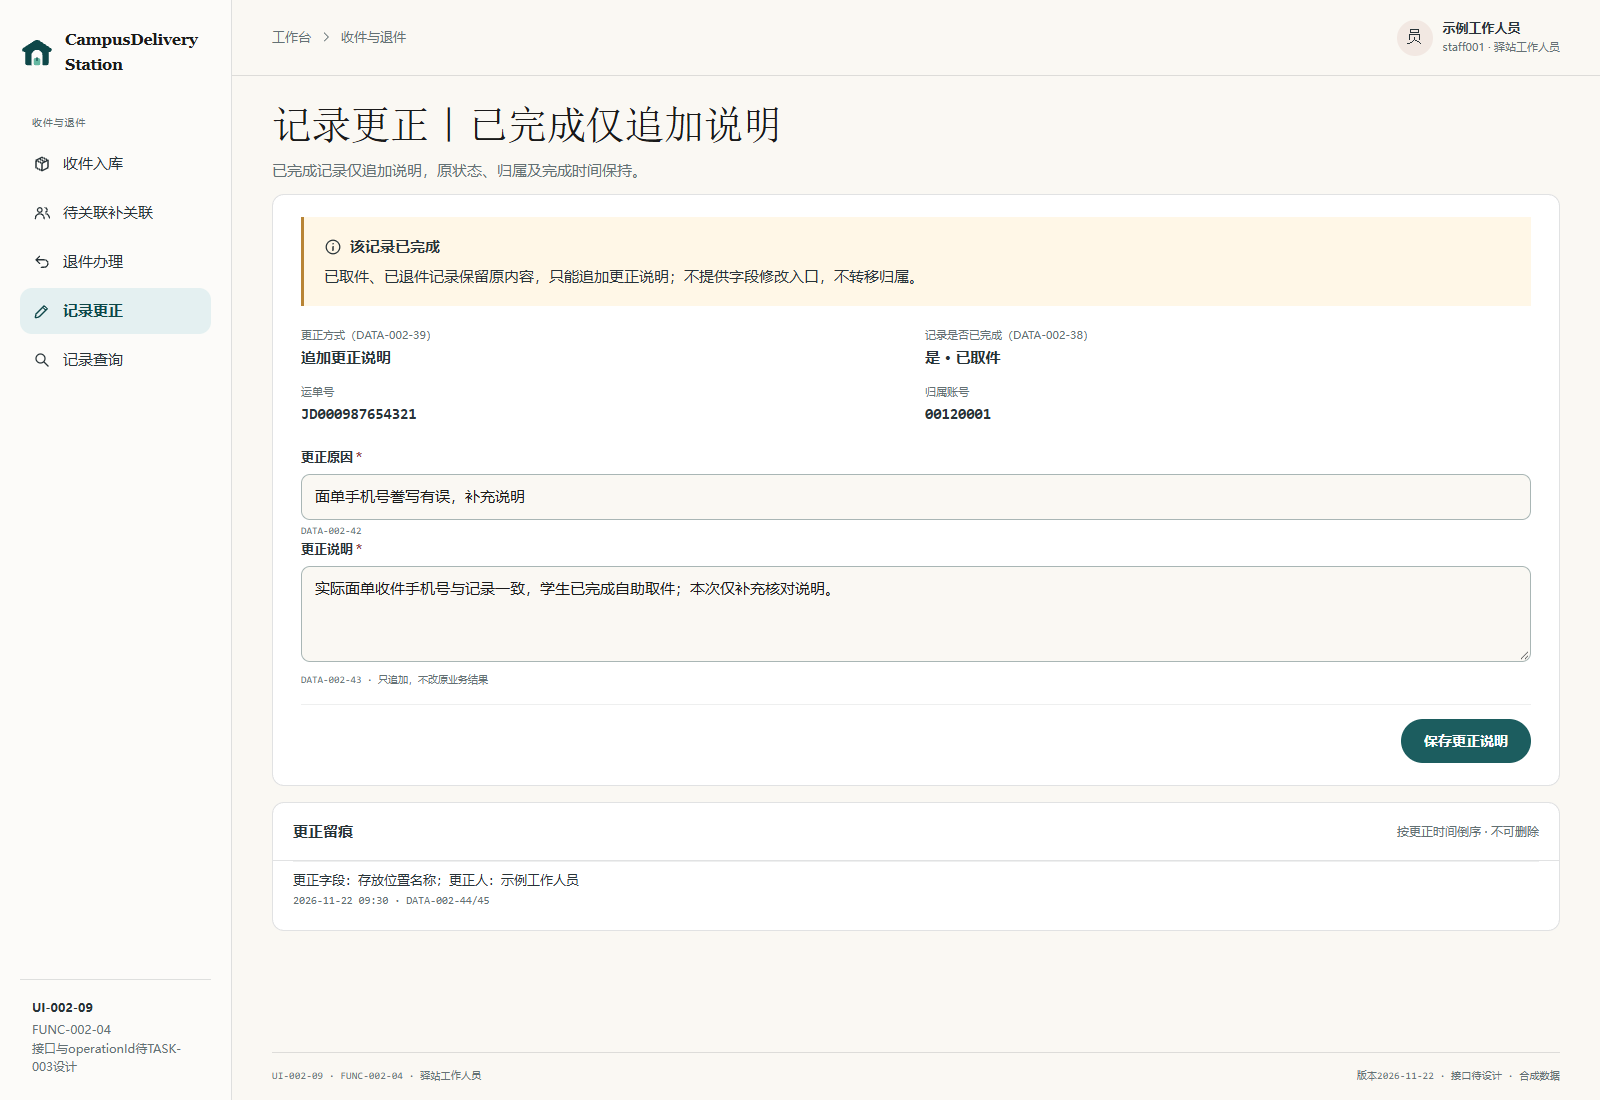 CampusDelivery
Station
收件与退件
收件入库
待关联补关联
退件办理
记录更正
记录查询
UI-002-09
FUNC-002-04
接口与operationId待TASK-
003设计
工作台 > 收件与退件
员
示例工作人员
staff001 · 驿站工作人员
记录更正｜已完成仅追加说明
已完成记录仅追加说明，原状态、归属及完成时间保持。
该记录已完成
已取件、已退件记录保留原内容，只能追加更正说明；不提供字段修改入口，不转移归属。
更正方式（DATA-002-39）
追加更正说明
记录是否已完成（DATA-002-38）
是 • 已取件
运单号
JD000987654321
归属账号
00120001
更正原因 *
面单手机号誊写有误，补充说明
DATA-002-42
更正说明 *
实际面单收件手机号与记录一致，学生已完成自助取件；本次仅补充核对说明。
DATA-002-43 · 只追加，不改原业务结果
保存更正说明
更正留痕
按更正时间倒序 · 不可删除
更正字段：存放位置名称；更正人：示例工作人员
2026-11-22 09:30 · DATA-002-44/45
UI-002-09 · FUNC-002-04 · 驿站工作人员
版本2026-11-22 · 接口待设计 · 合成数据